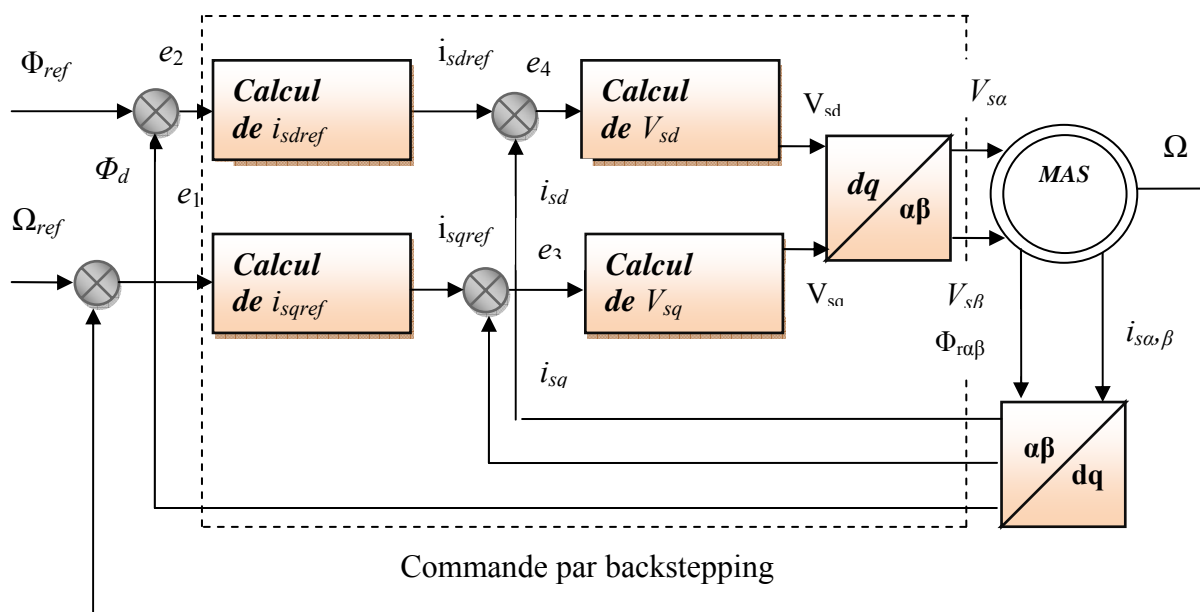 Φref
e2
Calcul
de isdref
isdref
e4
Calcul
de Vsd
Vsd
Vsα
MAS
Ω
Φd
e1
isd
dq
αβ
Ωref
Calcul
de isqref
isqref
e3
Calcul
de Vsq
Vsq
Vsβ
Φrαβ
isα,β
isq
αβ
dq
Commande par backstepping